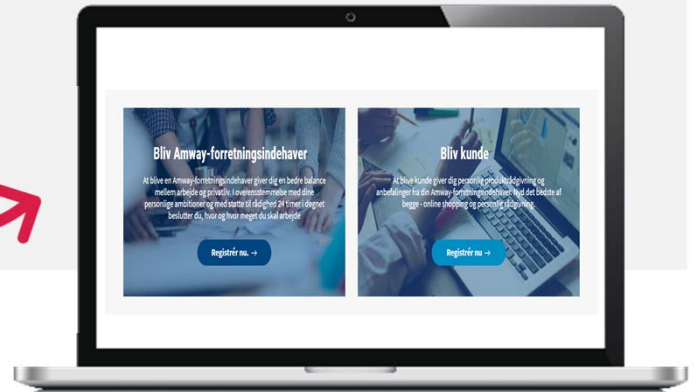 Bliv Amway-forretningsindehaver
At blive en Amway-forretningsindehaver giver dig en bedre balance
mellem arbejde og privatliv. I overensstemmelse med dine
personlige ambitioner og med støtte til rådighed 24 timer i døgnet
beslutter du, hvor og hvor meget du skal arbejde
Registrér nu. →
Bliv kunde
At blive kunde giver dig personlig produktrådgivning og
anbefalinger fra din Amway-forretningsindehaver. Nyd det bedste af
begge - online shopping og personlig rådgivning.
Registrér nu →